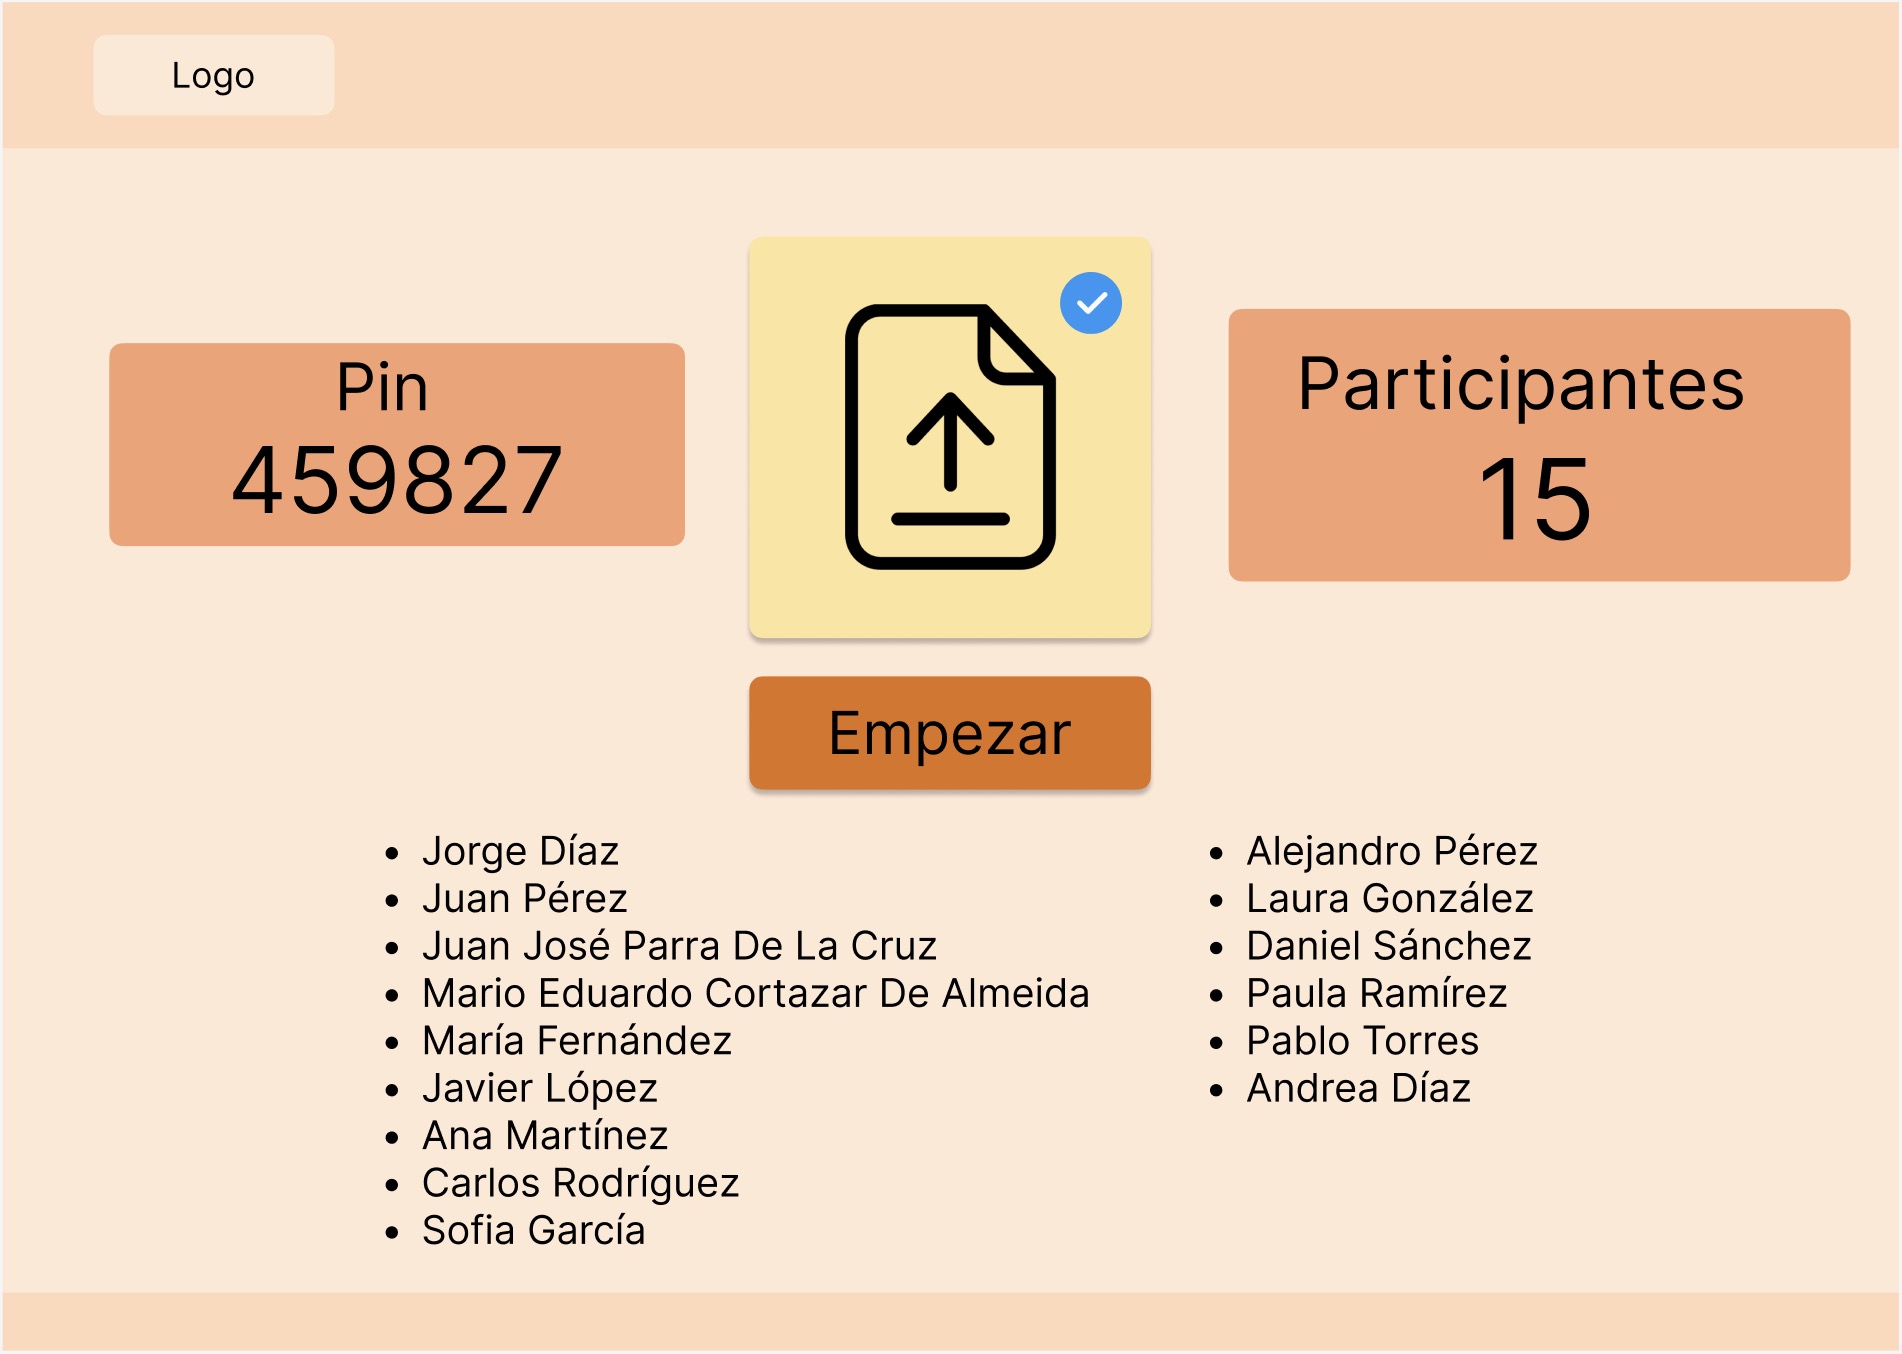 Logo
Pin
459827
Participantes
15
Empezar
• Jorge Díaz
• Juan Pérez
• Juan José Parra De La Cruz
• Mario Eduardo Cortazar De Almeida
• María Fernández
• Javier López
• Ana Martínez
• Carlos Rodríguez
• Sofia García
• Alejandro Pérez
• Laura González
• Daniel Sánchez
• Paula Ramírez
• Pablo Torres
• Andrea Díaz